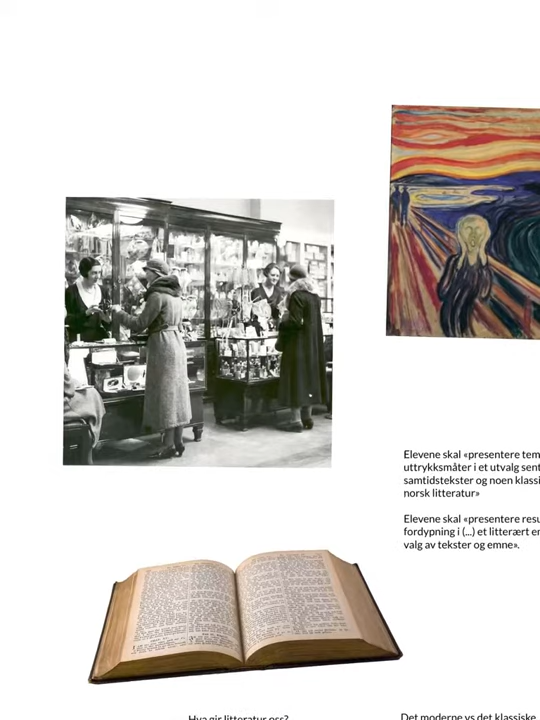 Elevene skal «presentere tem
uttrykksmåter i et utvalg sent
samtidstekster og noen klassi
norsk litteratur»
Elevene skal «presentere resu
fordypning i (...) et litterært en
valg av tekster og emne».
Hva gir litteratur oss?
Det moderne vs det klassiske